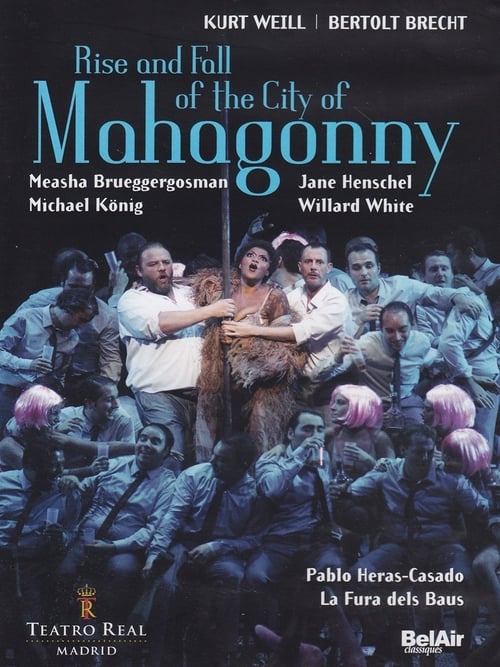 KURT WEILL | BERTOLT BRECHT
Rise and Fall
of the City of
Mahagonny
Measha Brueggergosman
Jane Henschel
Michael König
Willard White
Pablo Heras-Casado
La Fura dels Baus
R
TEATRO REAL
MADRID
BelAir
classiques